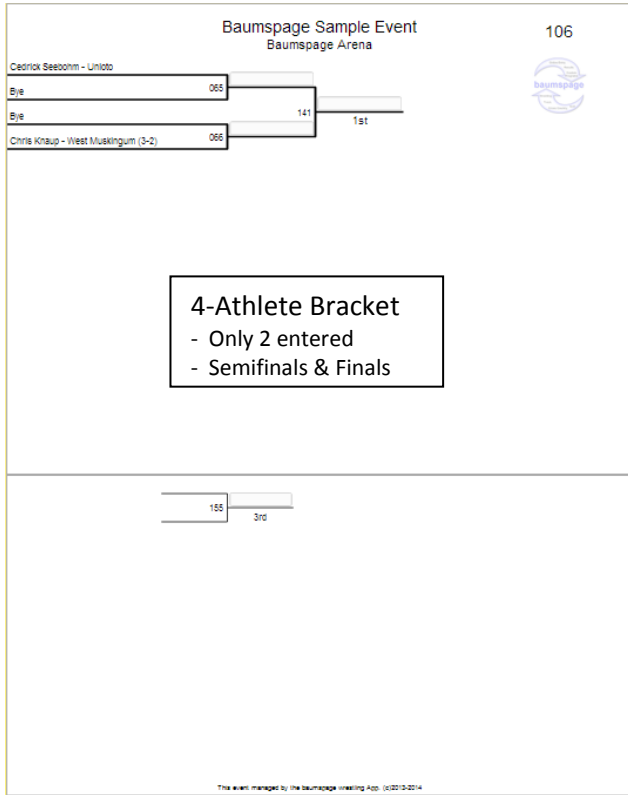 Baumspage Sample Event
Baumspage Arena
106
baumspage
Cedrick Seebohm - Unioto
Bye
065
Bye
141
1st
Chris Knaup - West Muskingum (3-2)
066
4-Athlete Bracket
- Only 2 entered
- Semifinals & Finals
155
3rd
This event managed by the baumspage wrestling App. (c)2013-2014